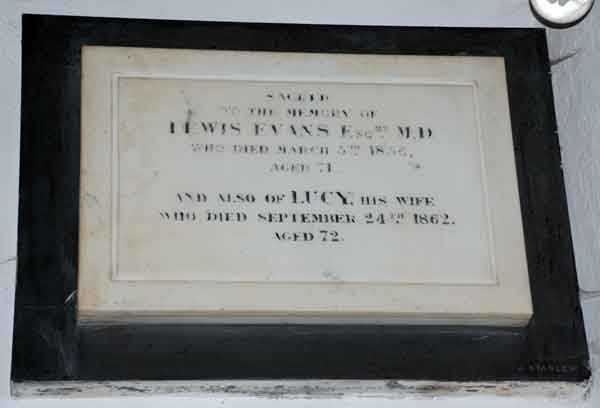 SACRED
TO THE MEMORY OF
LEWIS EVANS ESQRE M.D.
WHO DIED MARCH 5TH 1856,
AGED 71.
AND ALSO OF LUCY, HIS WIFE
WHO DIED SEPTEMBER 24TH 1862.
AGED 72.
STANLEY